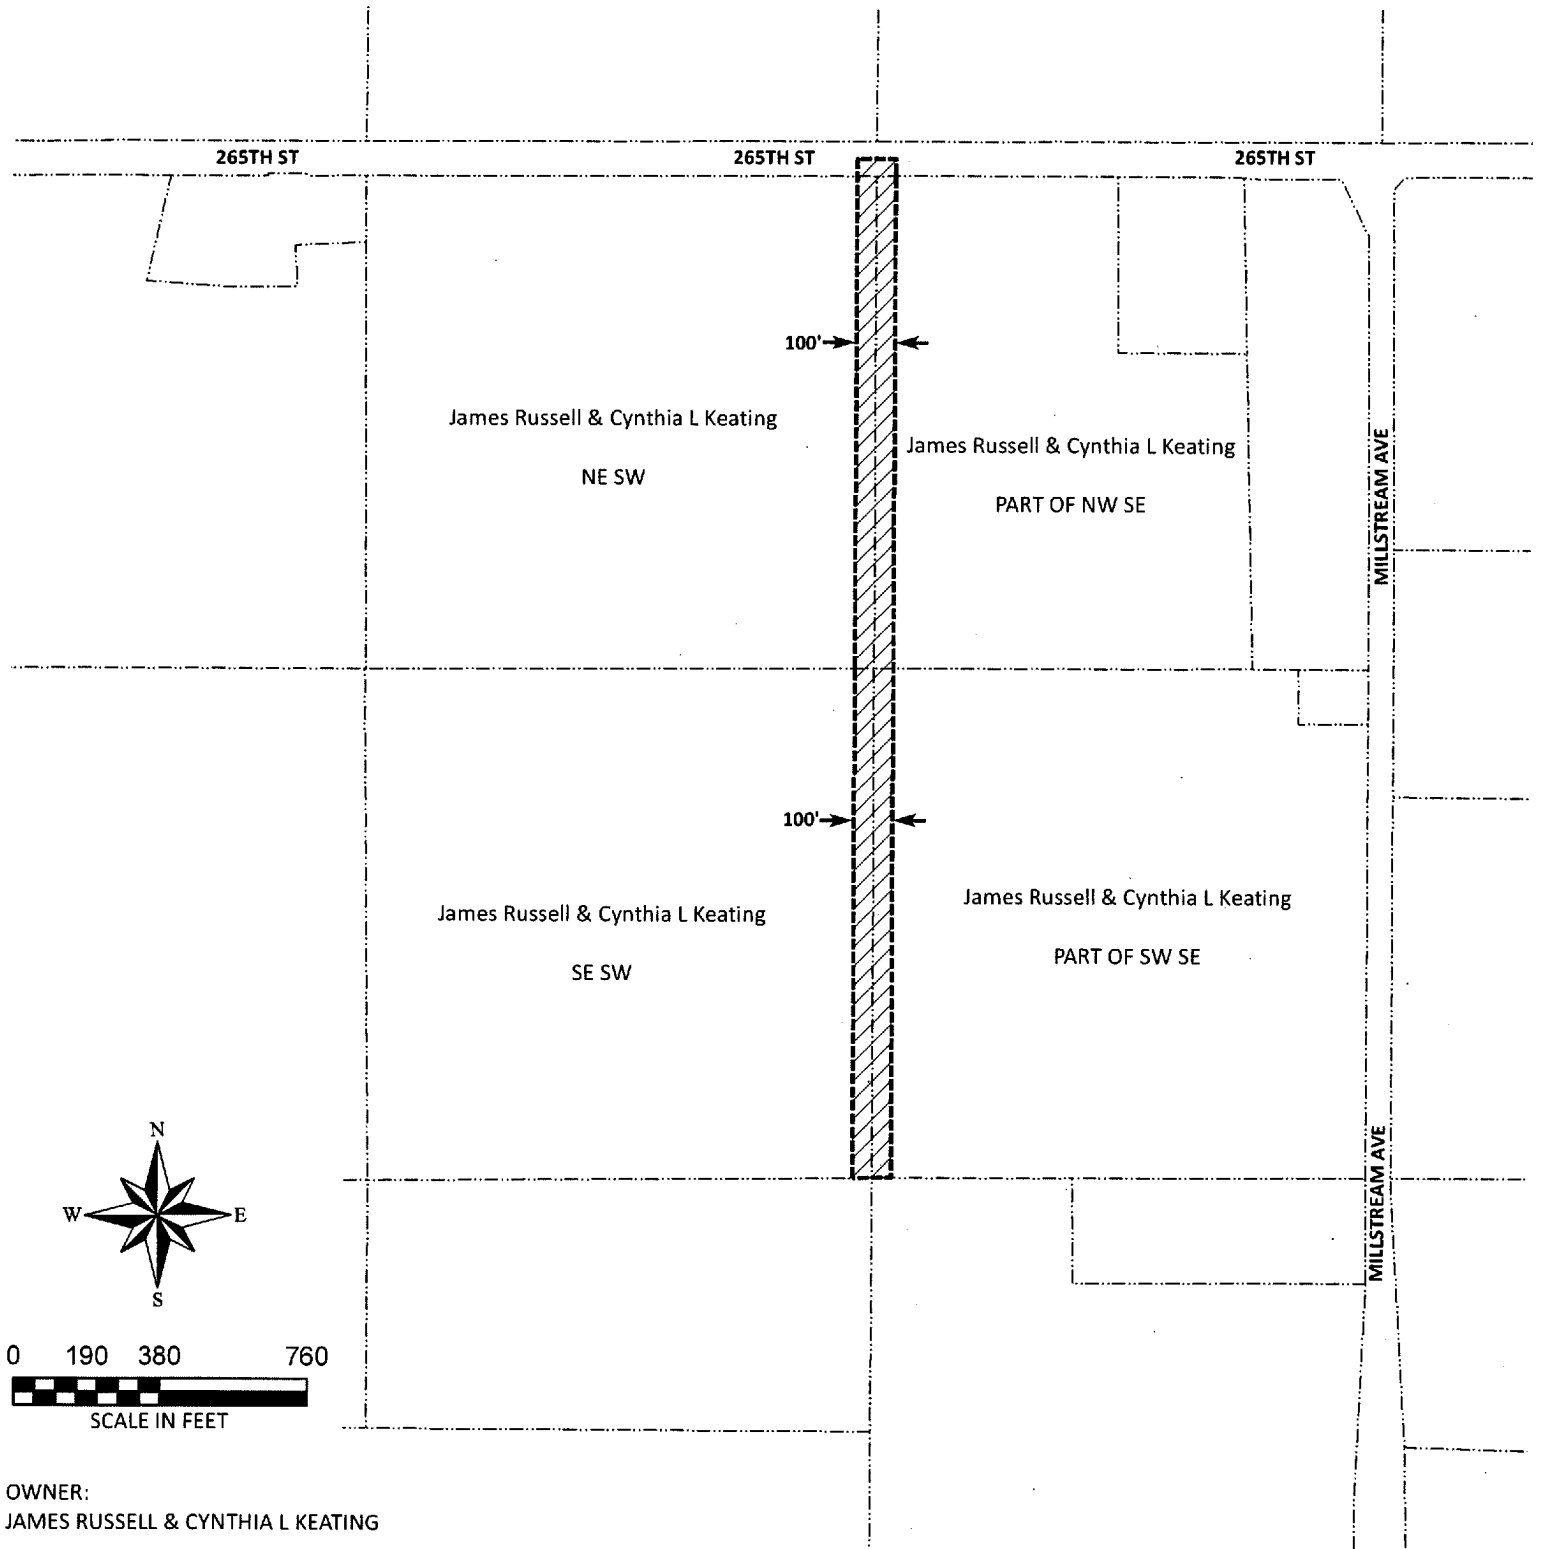 265TH ST
265TH ST
265TH ST
100'
James Russell & Cynthia L Keating
NE SW
James Russell & Cynthia L Keating
PART OF NW SE
MILLSTREAM AVE
100'
James Russell & Cynthia L Keating
SE SW
James Russell & Cynthia L Keating
PART OF SW SE
MILLSTREAM AVE
N
W
E
S
0 190 380 760
SCALE IN FEET
OWNER:
JAMES RUSSELL & CYNTHIA L KEATING